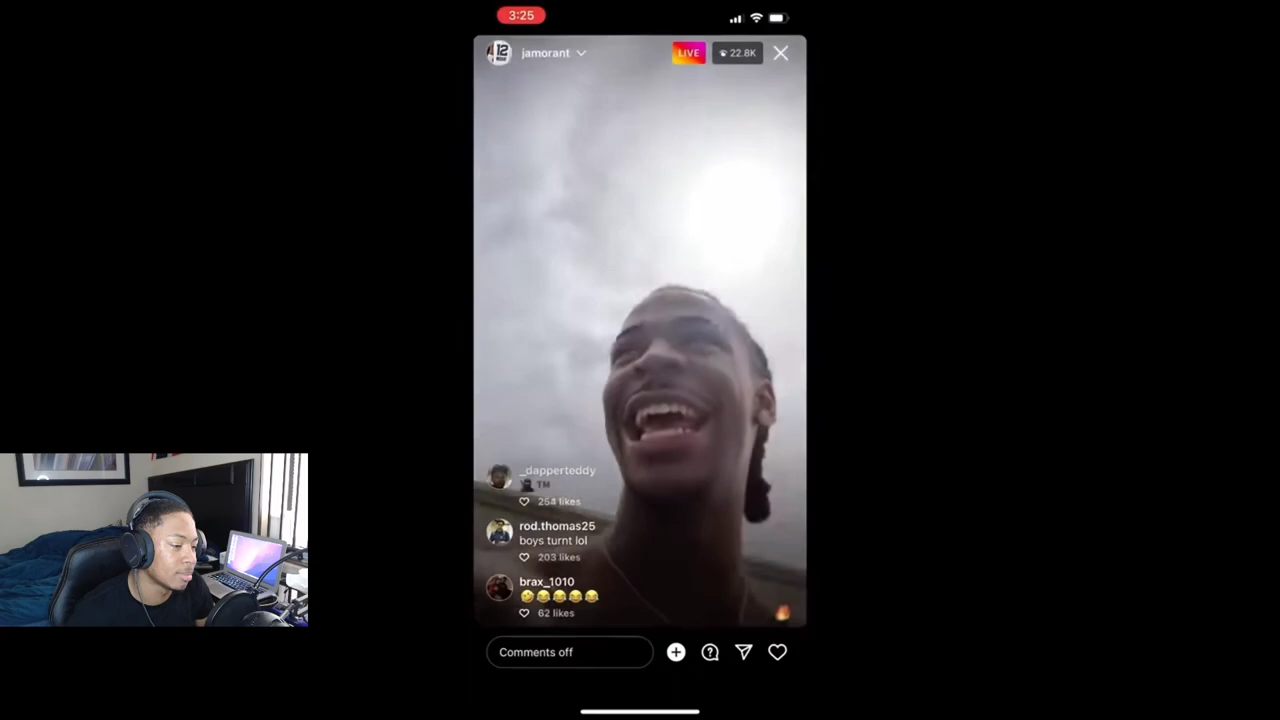 3:25
jamorant
LIVE
22.8K
_dapperteddy
TM
254 likes
rod.thomas25
boys turnt lol
203 likes
brax_1010
62 likes
Comments off